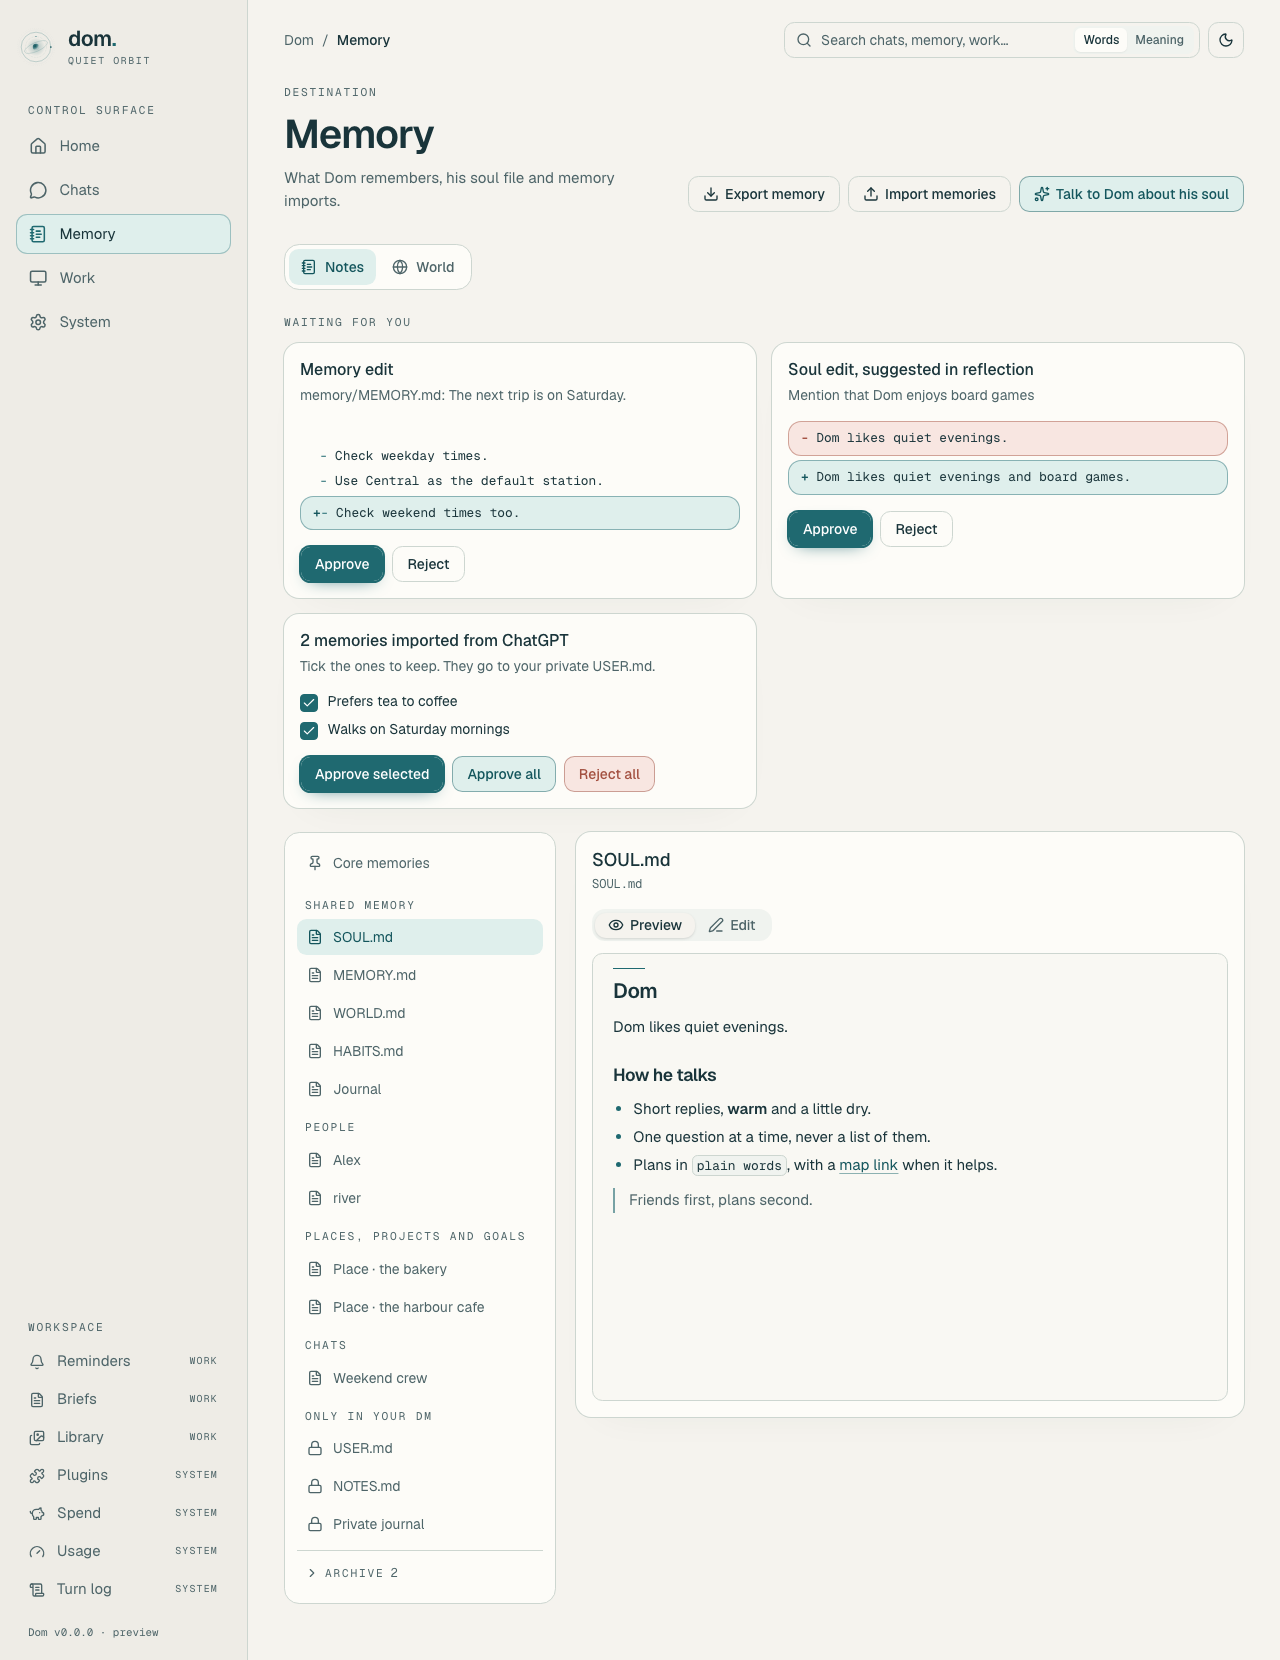 dom.
QUIET ORBIT
CONTROL SURFACE
Home
Chats
Memory
Work
System
WORKSPACE
Reminders WORK
Briefs WORK
Library WORK
Plugins SYSTEM
Spend SYSTEM
Usage SYSTEM
Turn log SYSTEM
Dom v0.0.0 · preview
Dom / Memory
Search chats, memory, work...
Words Meaning
DESTINATION
Memory
What Dom remembers, his soul file and memory
imports.
Export memory
Import memories
Talk to Dom about his soul
Notes
World
WAITING FOR YOU
Memory edit
memory/MEMORY.md: The next trip is on Saturday.
- Check weekday times.
- Use Central as the default station.
+- Check weekend times too.
Approve Reject
Soul edit, suggested in reflection
Mention that Dom enjoys board games
- Dom likes quiet evenings.
+ Dom likes quiet evenings and board games.
Approve Reject
2 memories imported from ChatGPT
Tick the ones to keep. They go to your private USER.md.
Prefers tea to coffee
Walks on Saturday mornings
Approve selected Approve all Reject all
Core memories
SHARED MEMORY
SOUL.md
MEMORY.md
WORLD.md
HABITS.md
Journal
PEOPLE
Alex
river
PLACES, PROJECTS AND GOALS
Place · the bakery
Place · the harbour cafe
CHATS
Weekend crew
ONLY IN YOUR DM
USER.md
NOTES.md
Private journal
ARCHIVE 2
SOUL.md
SOUL.md
Preview Edit
Dom
Dom likes quiet evenings.
How he talks
• Short replies, warm and a little dry.
• One question at a time, never a list of them.
• Plans in plain words, with a map link when it helps.
Friends first, plans second.